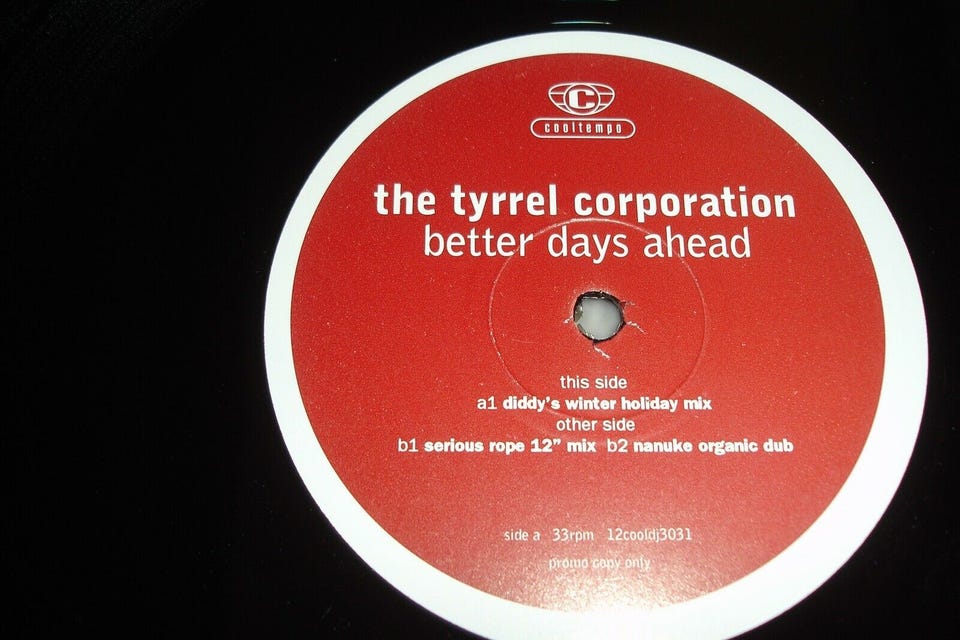 C
cooltempo
the tyrrel corporation
better days ahead
this side
a1 diddy's winter holiday mix
other side
b1 serious rope 12" mix b2 nanuke organic dub
side a 33rpm 12cooldj3031
promo copy only